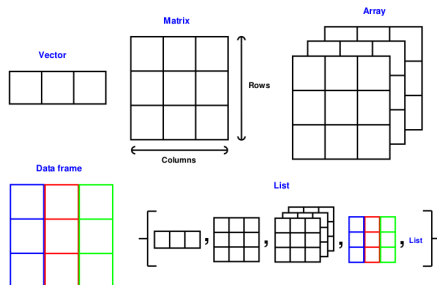 Matrix
Array
Vector
Rows
Columns
Data frame
List
, , , , List